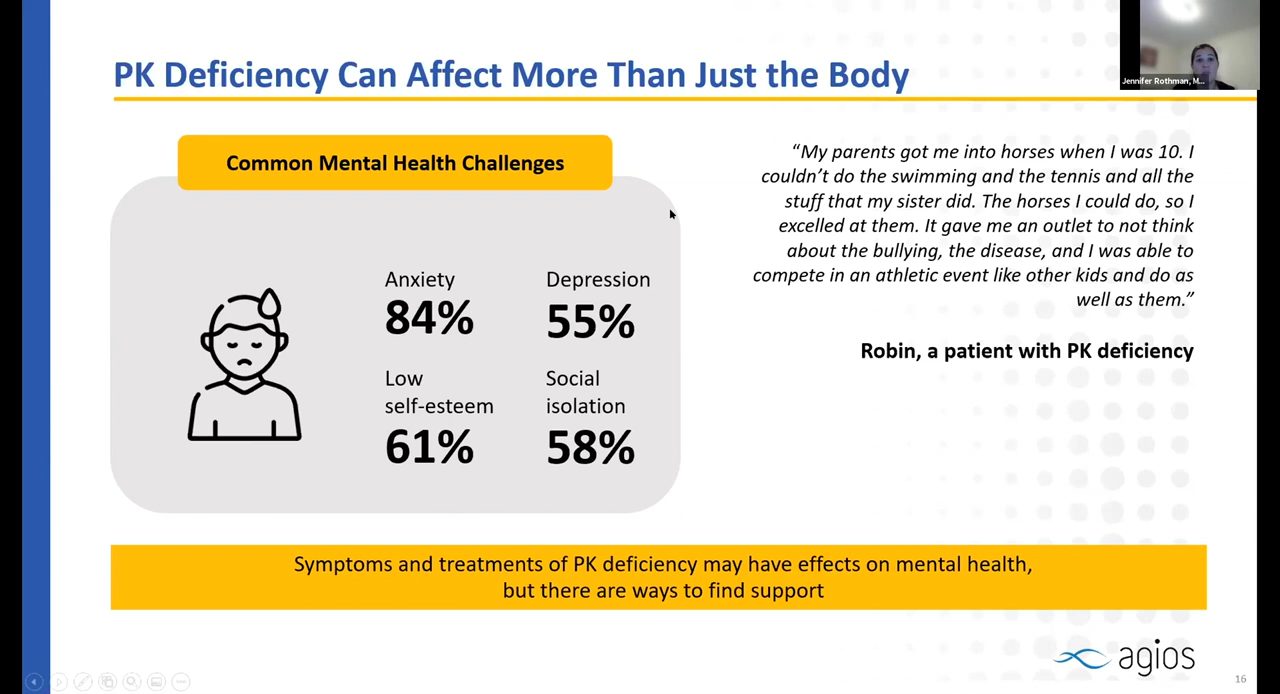 PK Deficiency Can Affect More Than Just the Body
Jennifer Rothman, M...
Common Mental Health Challenges
Anxiety
84%
Depression
55%
Low
self-esteem
61%
Social
isolation
58%
“My parents got me into horses when I was 10. I
couldn’t do the swimming and the tennis and all the
stuff that my sister did. The horses I could do, so I
excelled at them. It gave me an outlet to not think
about the bullying, the disease, and I was able to
compete in an athletic event like other kids and do as
well as them.”
Robin, a patient with PK deficiency
Symptoms and treatments of PK deficiency may have effects on mental health,
but there are ways to find support
agios
16